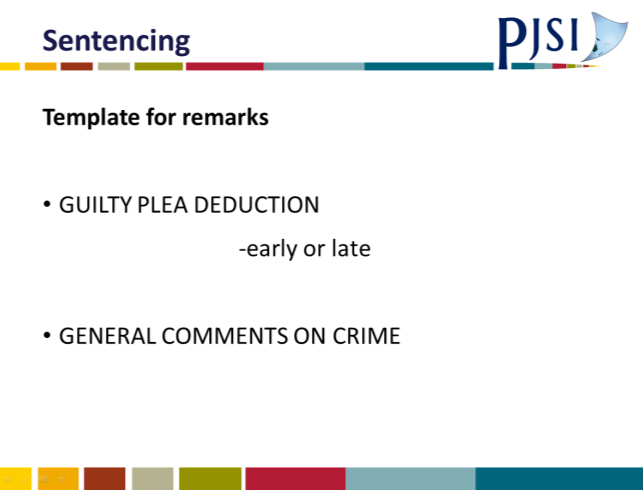 Sentencing
PJSI
Template for remarks
• GUILTY PLEA DEDUCTION
-early or late
• GENERAL COMMENTS ON CRIME